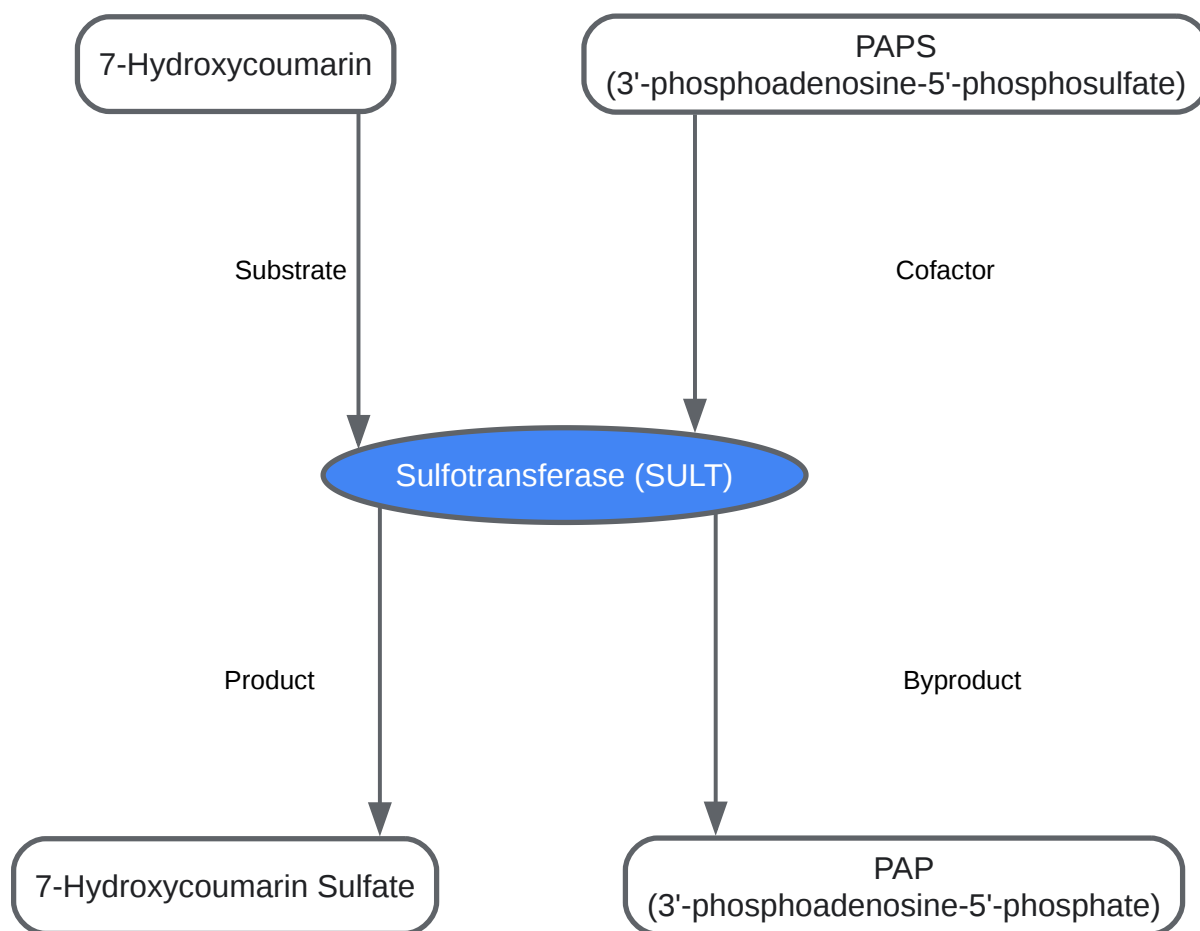 7-Hydroxycoumarin
PAPS
(3'-phosphoadenosine-5'-phosphosulfate)
Substrate
Cofactor
Sulfotransferase (SULT)
Product
Byproduct
7-Hydroxycoumarin Sulfate
PAP
(3'-phosphoadenosine-5'-phosphate)